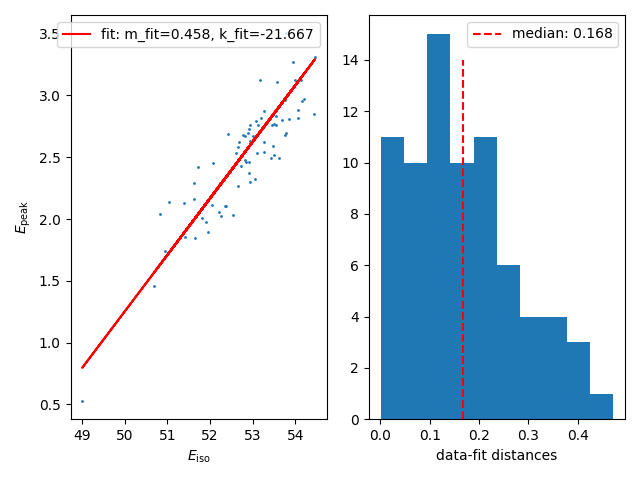 3.5
3.0
2.5
2.0
1.5
1.0
0.5
E_peak
fit: m_fit=0.458, k_fit=-21.667
49 50 51 52 53 54
E_iso
14
12
10
8
6
4
2
0
median: 0.168
0.0 0.1 0.2 0.3 0.4
data-fit distances